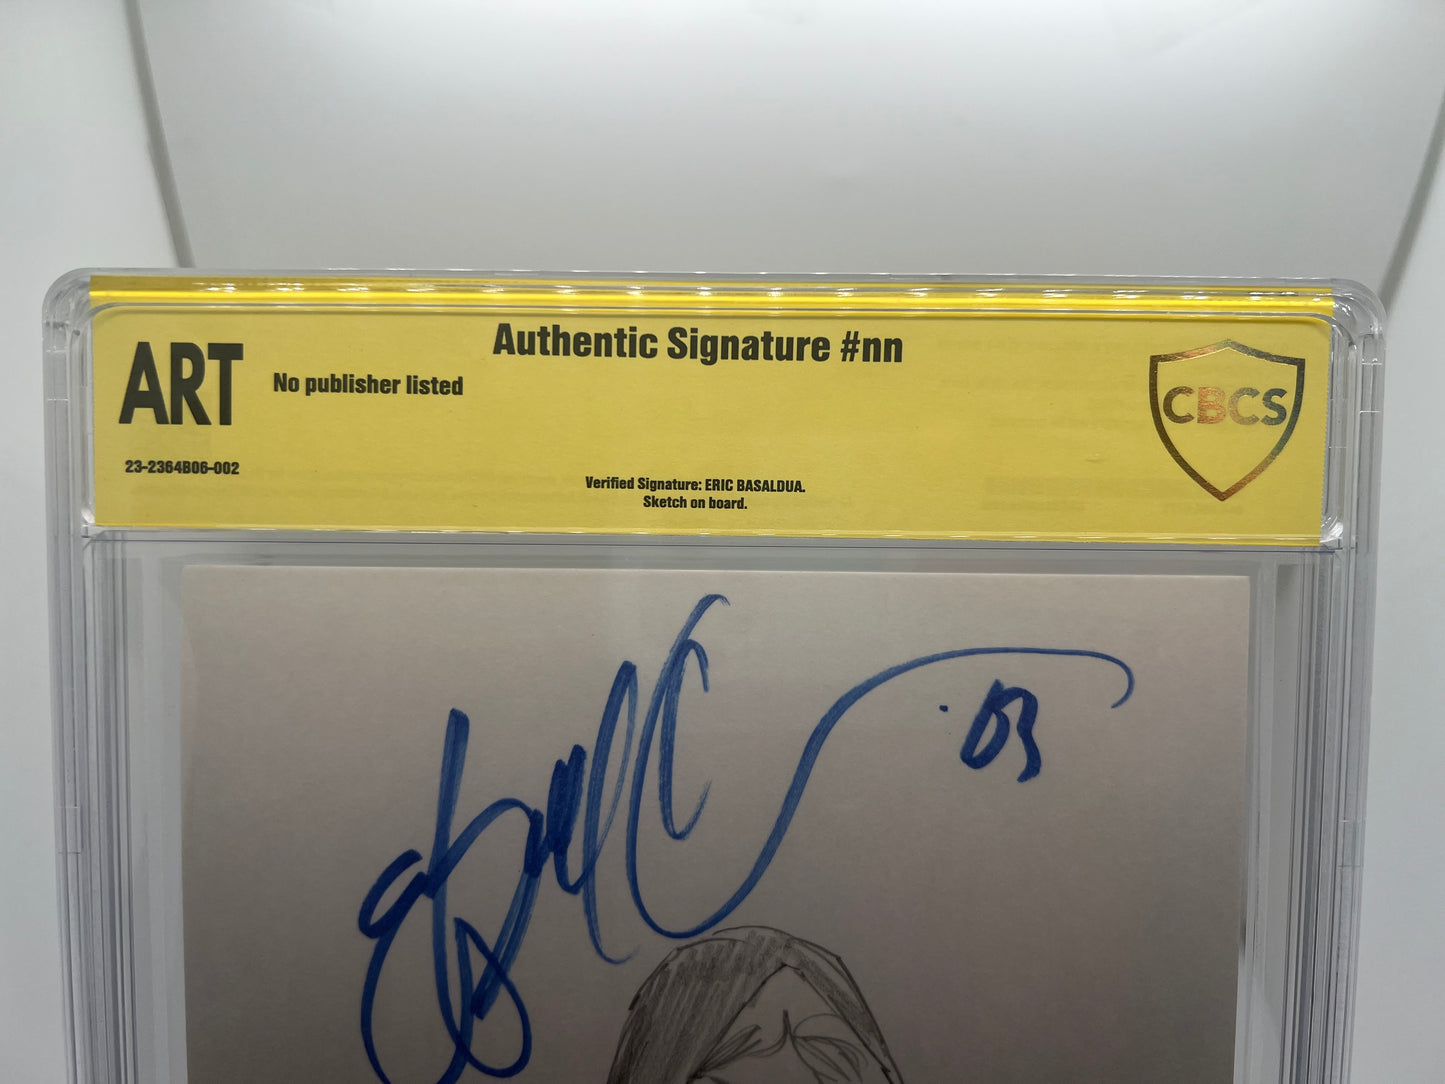 Authentic Signature #nn
ART
No publisher listed
CBCS
23-2364B06-002
Verified Signature: ERIC BASALDUA.
Sketch on board.
'03